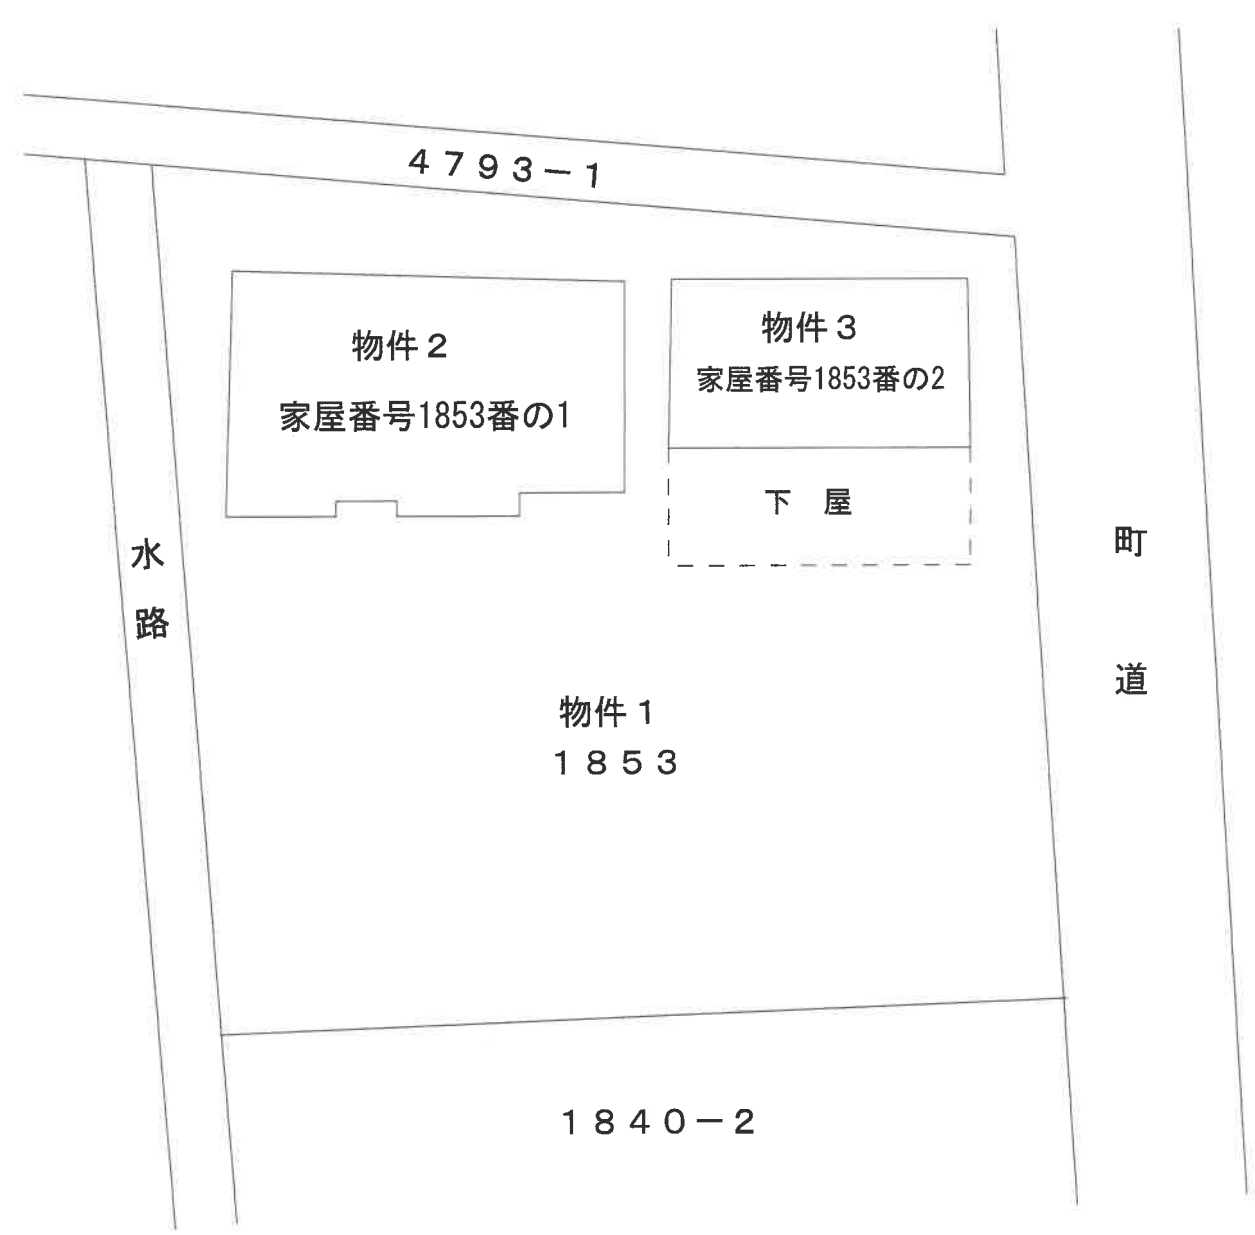 ４７９３－１
物件２
家屋番号1853番の1
物件３
家屋番号1853番の2
下　屋
水
路
町
道
物件１
１８５３
１８４０－２